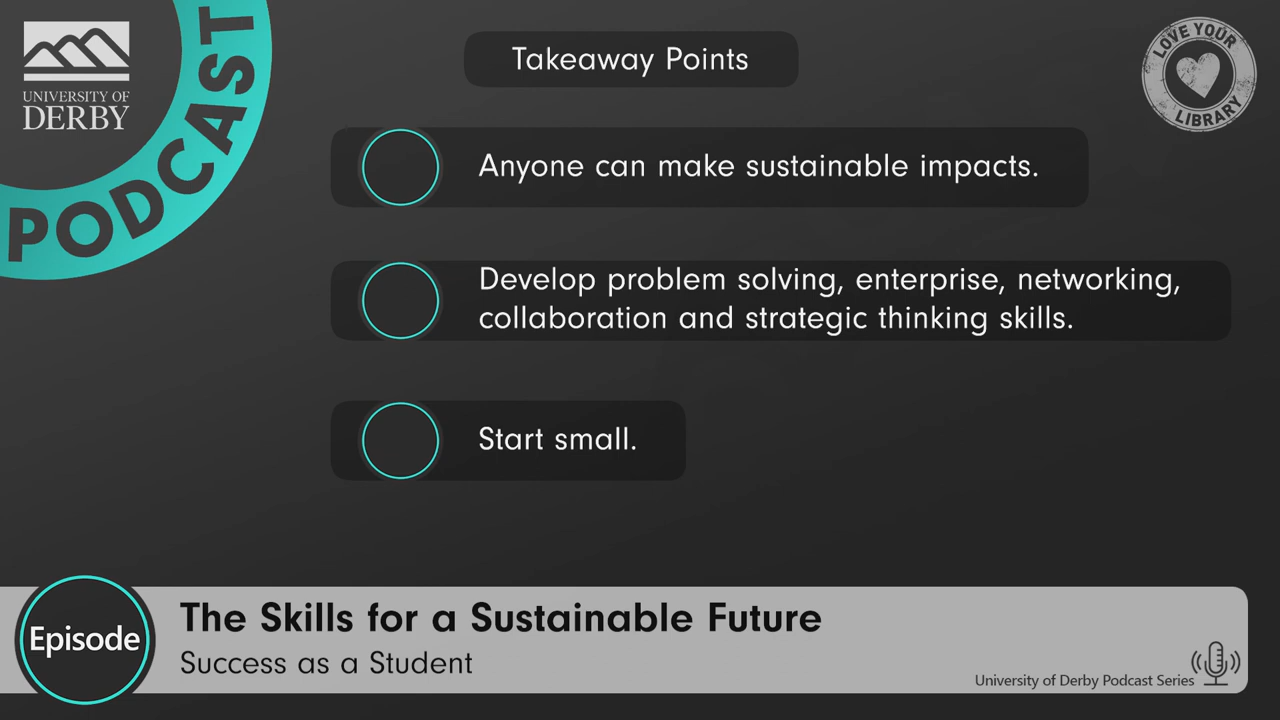 PODCAST
UNIVERSITY OF
DERBY
Takeaway Points
LOVE YOUR
LIBRARY
Anyone can make sustainable impacts.
Develop problem solving, enterprise, networking,
collaboration and strategic thinking skills.
Start small.
Episode
The Skills for a Sustainable Future
Success as a Student
University of Derby Podcast Series